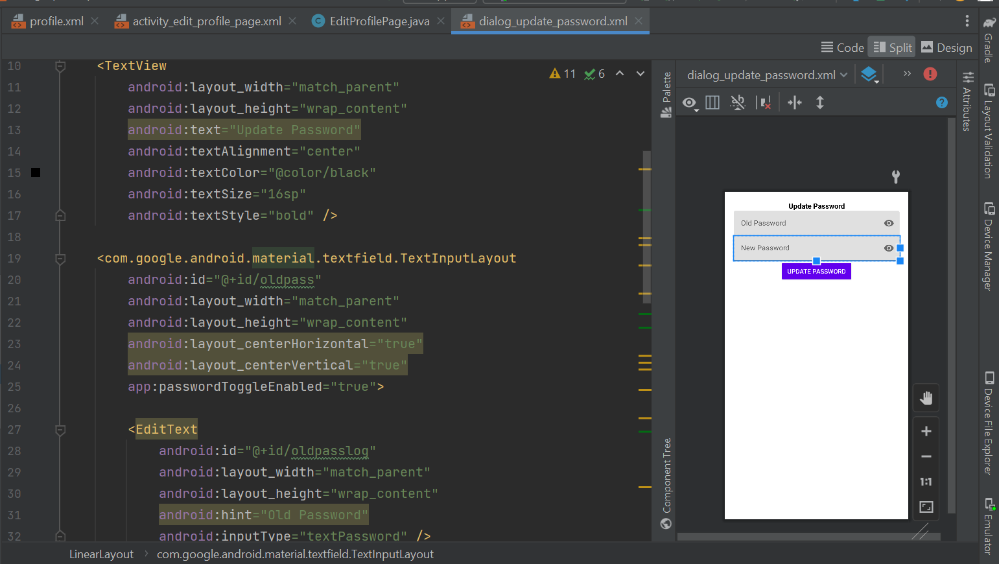 profile.xml
activity_edit_profile_page.xml
EditProfilePage.java
dialog_update_password.xml
Code
Split
Design
10 <TextView
11 android:layout_width="match_parent"
12 android:layout_height="wrap_content"
13 android:text="Update Password"
14 android:textAlignment="center"
15 android:textColor="@color/black"
16 android:textSize="16sp"
17 android:textStyle="bold" />
18
19 <com.google.android.material.textfield.TextInputLayout
20 android:id="@+id/oldpass"
21 android:layout_width="match_parent"
22 android:layout_height="wrap_content"
23 android:layout_centerHorizontal="true"
24 android:layout_centerVertical="true"
25 app:passwordToggleEnabled="true">
26
27 <EditText
28 android:id="@+id/oldpasslog"
29 android:layout_width="match_parent"
30 android:layout_height="wrap_content"
31 android:hint="Old Password"
32 android:inputType="textPassword" />
11
6
LinearLayout
com.google.android.material.textfield.TextInputLayout
Palette
Component Tree
dialog_update_password.xml
Update Password
Old Password
New Password
UPDATE PASSWORD
1:1
Attributes
Gradle
Layout Validation
Device Manager
Device File Explorer
Emulator